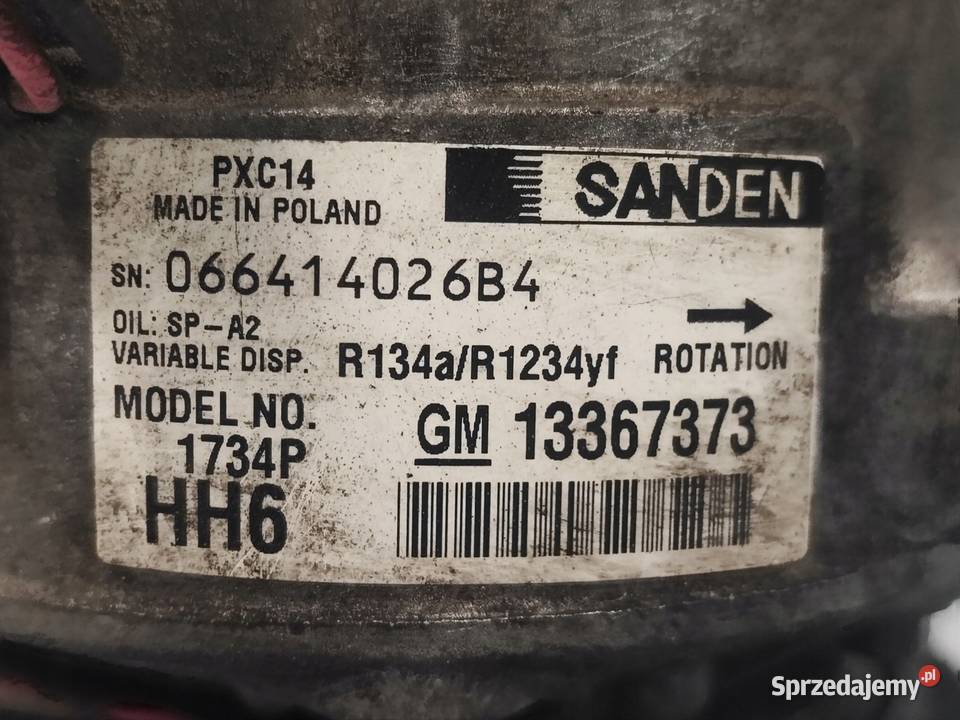 PXC14
MADE IN POLAND
SANDEN
SN: 066414026B4
OIL: SP-A2
VARIABLE DISP. R134a/R1234yf ROTATION
MODEL NO.
1734P
GM 13367373
HH6
Sprzedajemy.pl